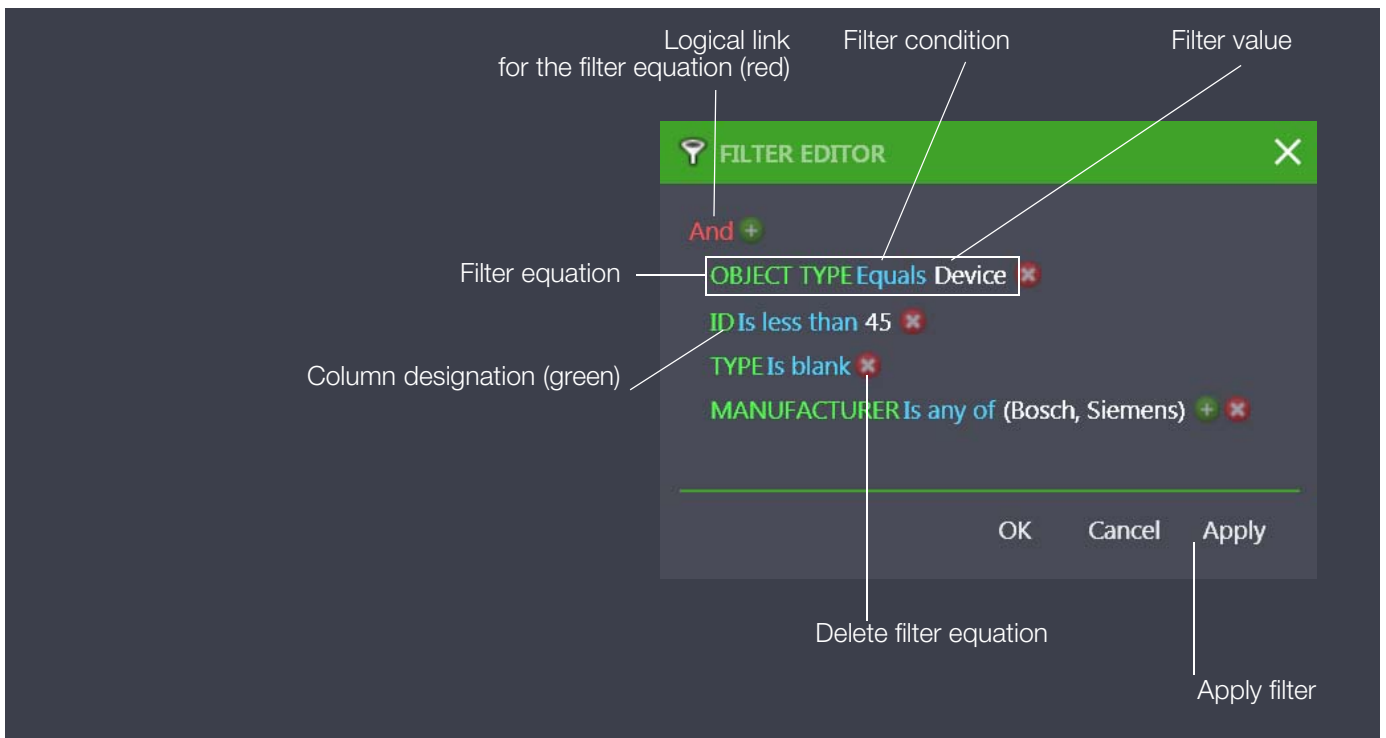 Logical link
for the filter equation (red)
Filter condition
Filter value
FILTER EDITOR
And
Filter equation
OBJECT TYPE Equals Device
ID Is less than 45
Column designation (green)
TYPE Is blank
MANUFACTURER Is any of (Bosch, Siemens)
OK Cancel Apply
Delete filter equation
Apply filter